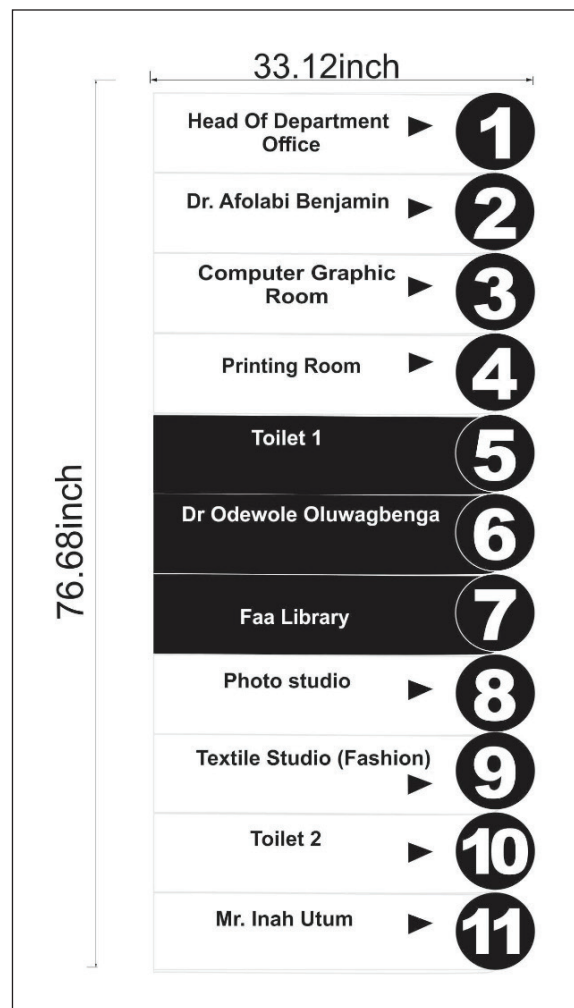 33.12inch
76.68inch
Head Of Department
Office
1
Dr. Afolabi Benjamin
2
Computer Graphic
Room
3
Printing Room
4
Toilet 1
5
Dr Odewole Oluwagbenga
6
Faa Library
7
Photo studio
8
Textile Studio (Fashion)
9
Toilet 2
10
Mr. Inah Utum
11